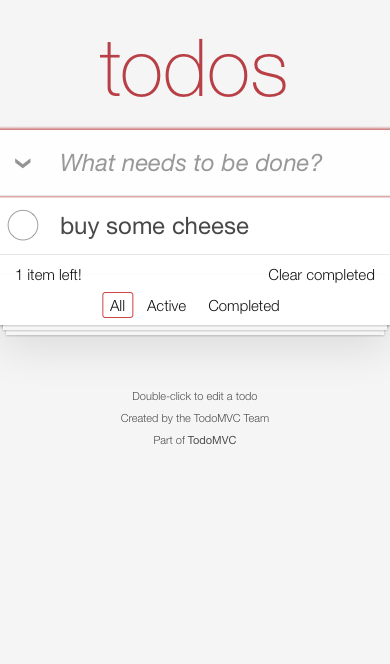 todos
What needs to be done?
buy some cheese
1 item left!
Clear completed
All
Active
Completed
Double-click to edit a todo
Created by the TodoMVC Team
Part of TodoMVC